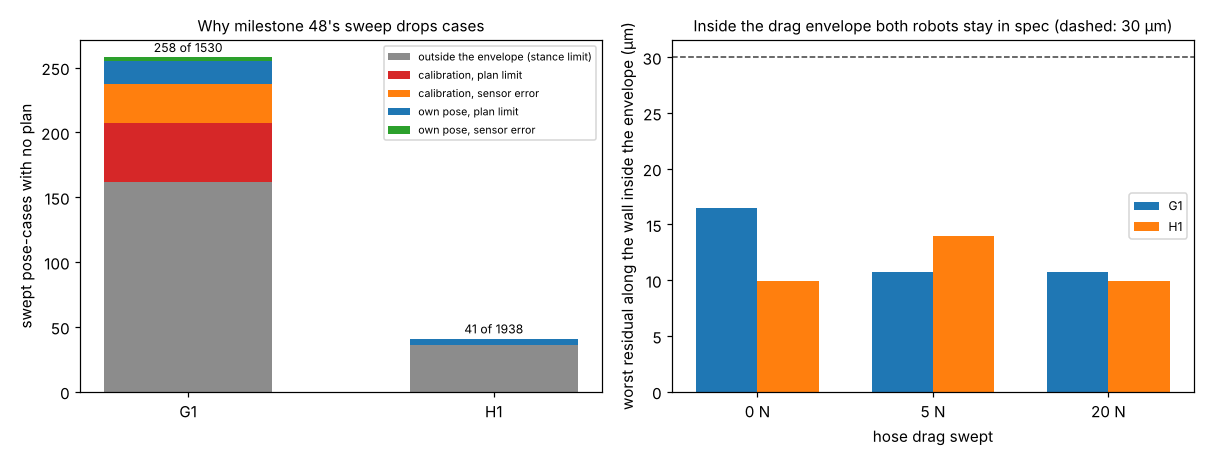 Why milestone 48's sweep drops cases
swept pose-cases with no plan
250
200
150
100
50
0
258 of 1530
41 of 1938
outside the envelope (stance limit)
calibration, plan limit
calibration, sensor error
own pose, plan limit
own pose, sensor error
G1
H1
Inside the drag envelope both robots stay in spec (dashed: 30 µm)
worst residual along the wall inside the envelope (µm)
30
25
20
15
10
5
0
G1
H1
0 N
5 N
20 N
hose drag swept